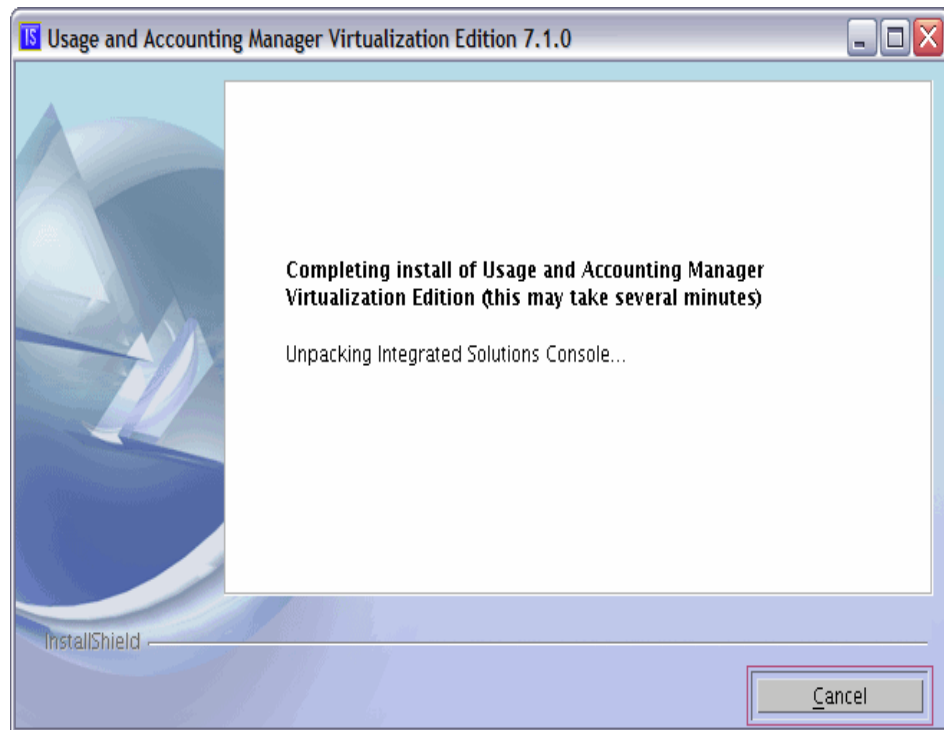 IS Usage and Accounting Manager Virtualization Edition 7.1.0
Completing install of Usage and Accounting Manager
Virtualization Edition (this may take several minutes)
Unpacking Integrated Solutions Console...
InstallShield
Cancel